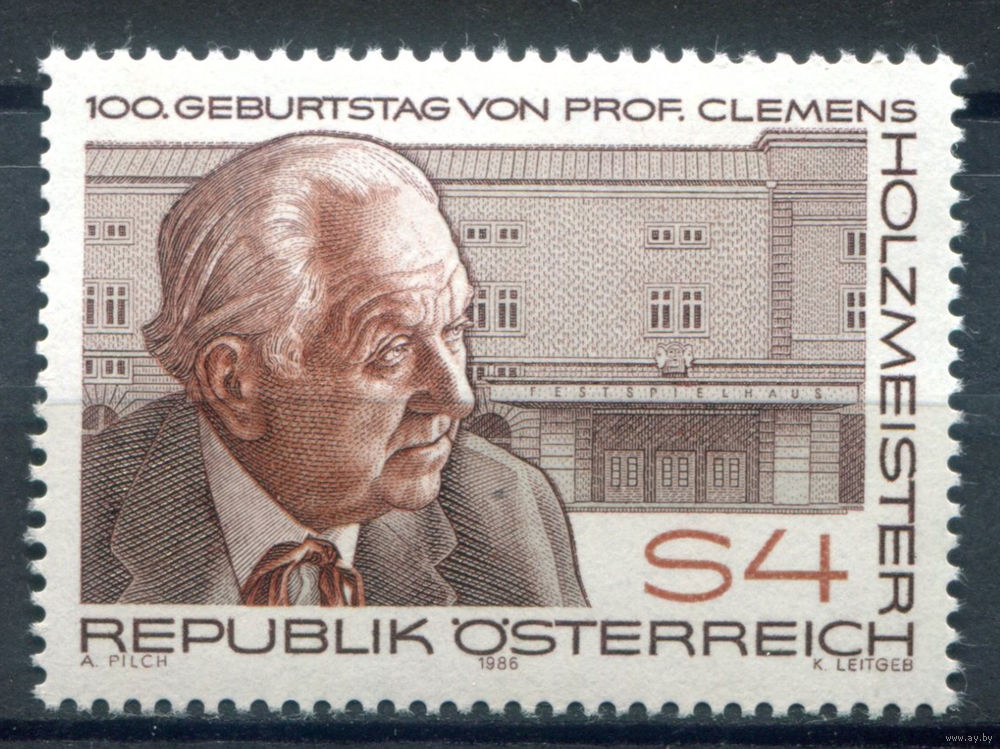 100. GEBURTSTAG VON PROF. CLEMENS
HOLZMEISTER
FESTSPIELHAUS
S4
REPUBLIK ÖSTERREICH
A. PILCH 1986 K. LEITGEB
www.ay.by